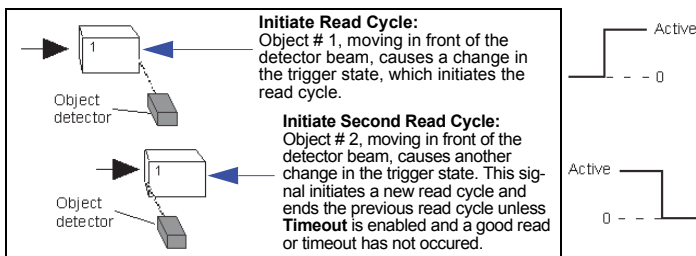 Initiate Read Cycle:
Object # 1, moving in front of the
detector beam, causes a change in
the trigger state, which initiates the
read cycle.
1
Object
detector
Active
0
Initiate Second Read Cycle:
Object # 2, moving in front of the
detector beam, causes another
change in the trigger state. This sig-
nal initiates a new read cycle and
ends the previous read cycle unless
Timeout is enabled and a good read
or timeout has not occured.
1
Object
detector
Active
0